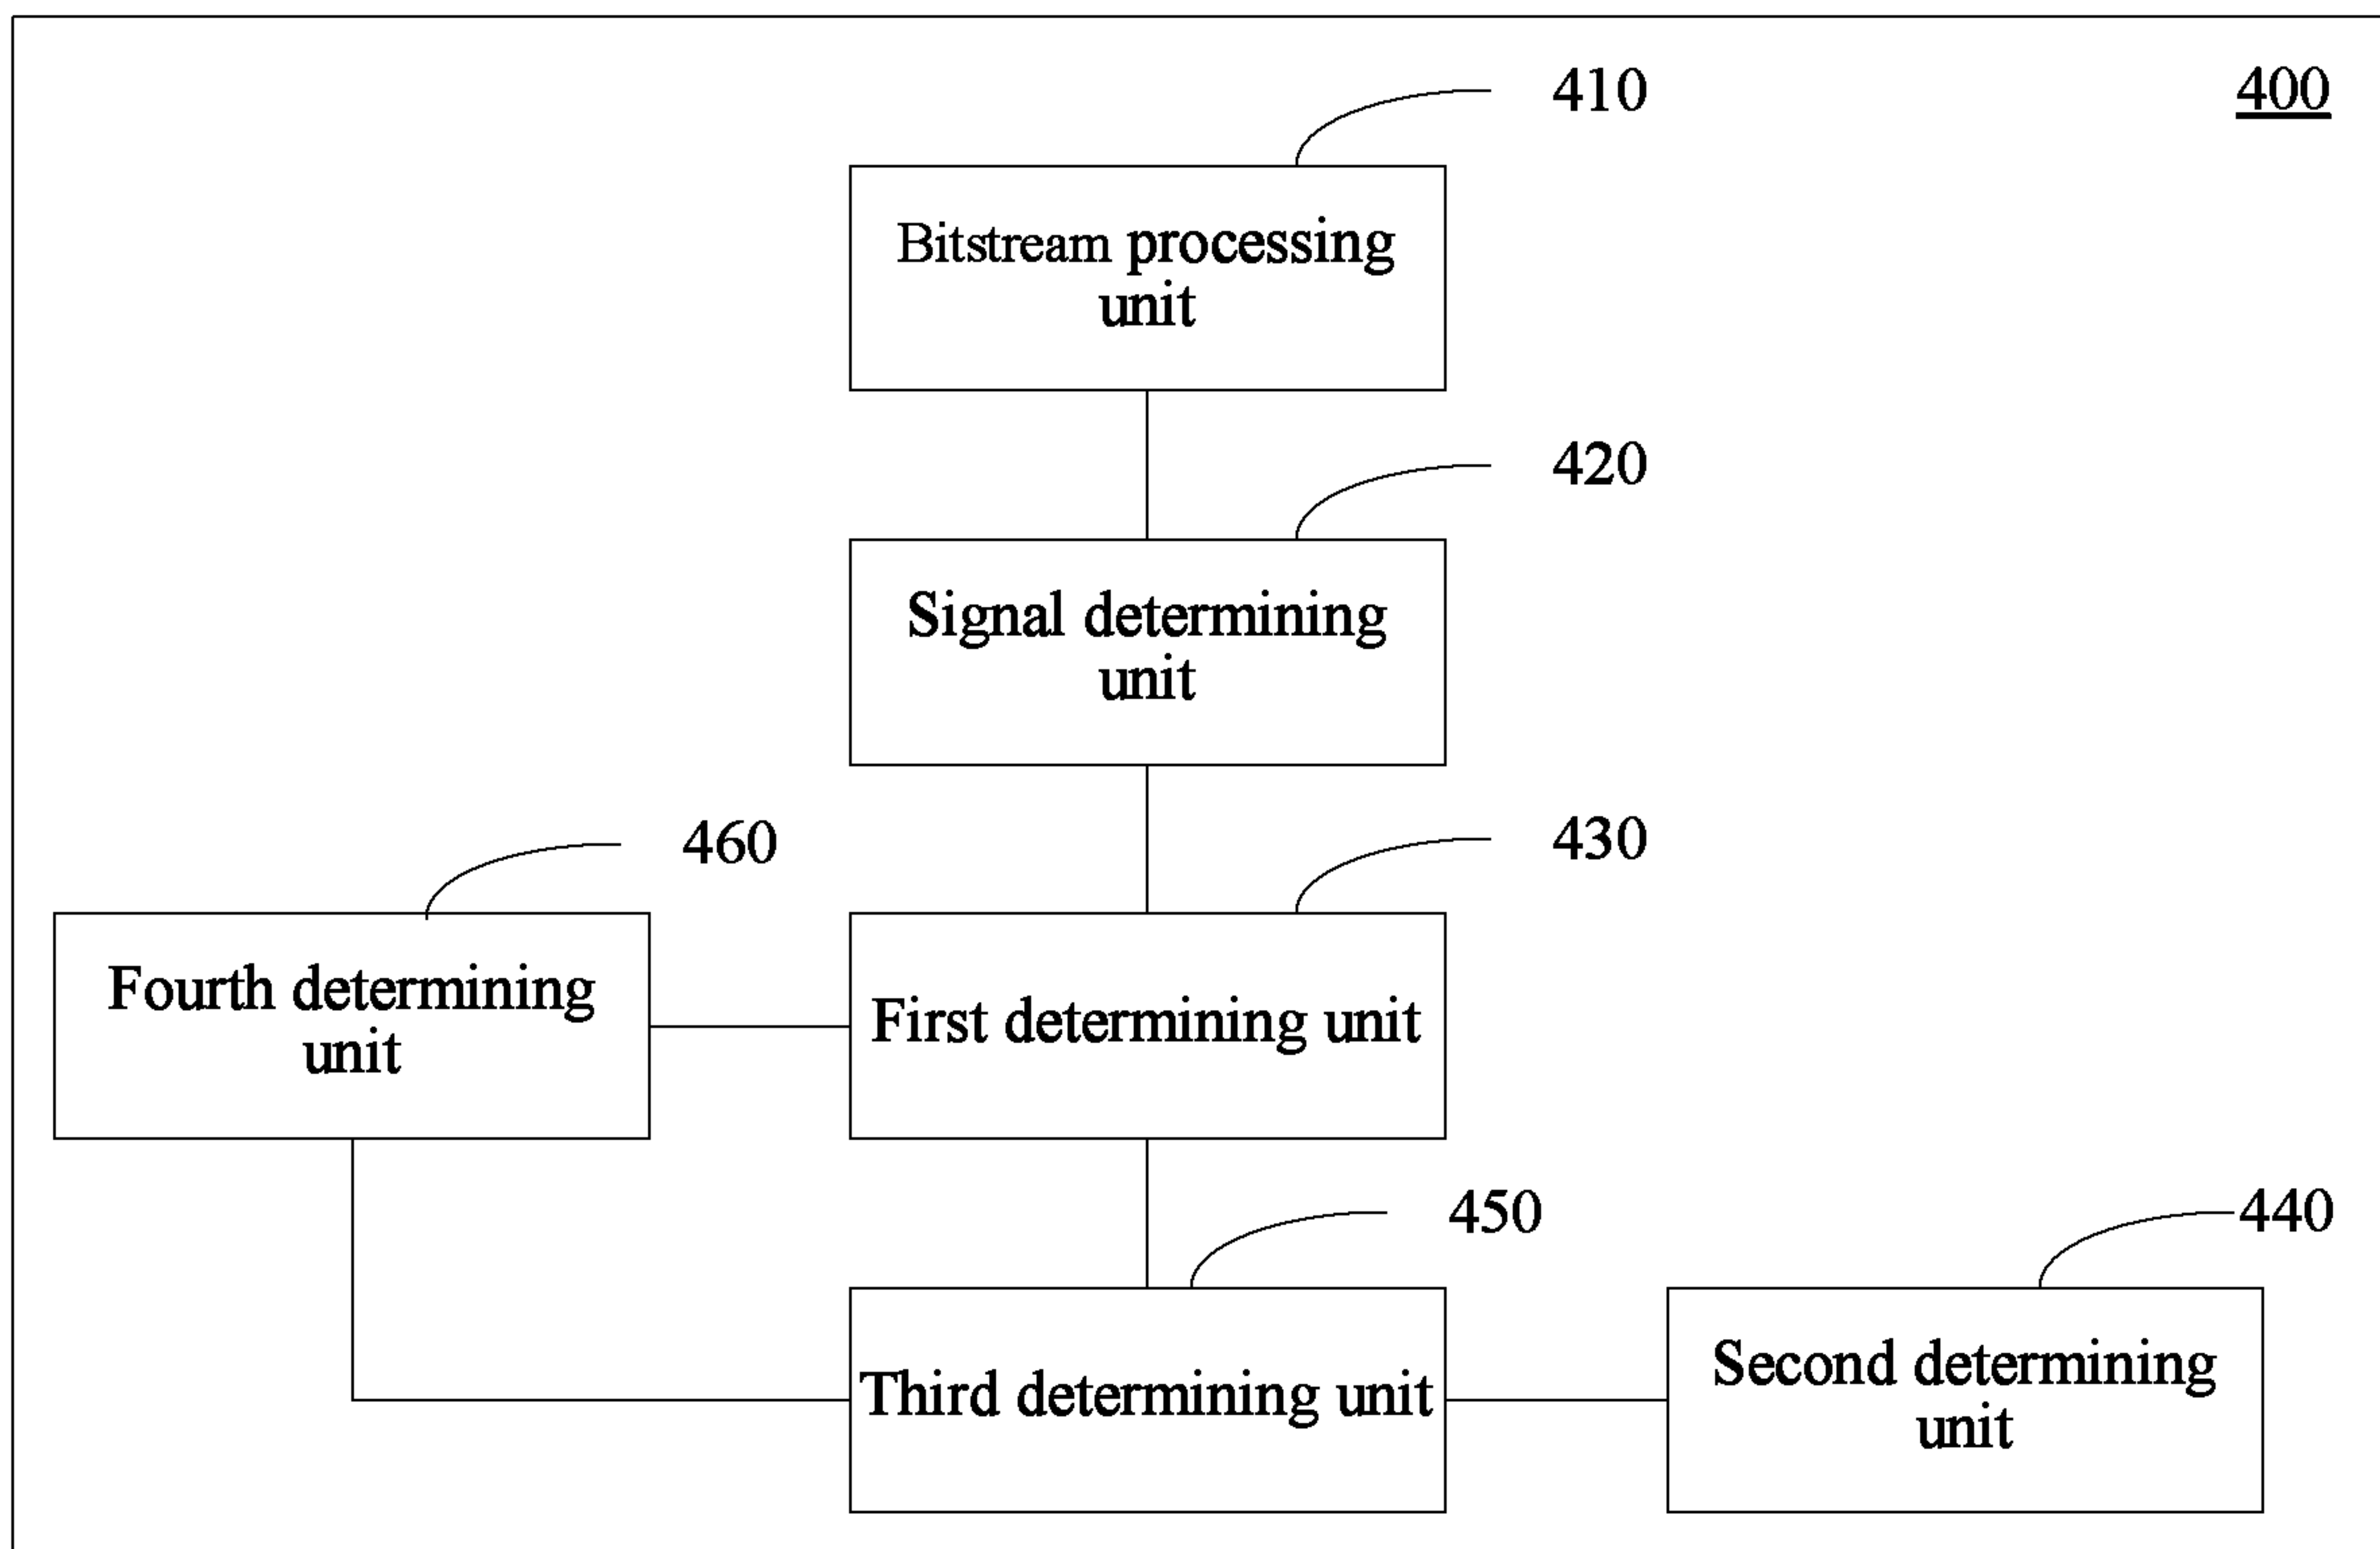 410
400
Bitstream processing
unit
420
Signal determining
unit
460
430
Fourth determining
unit
First determining unit
450
440
Third determining unit
Second determining
unit